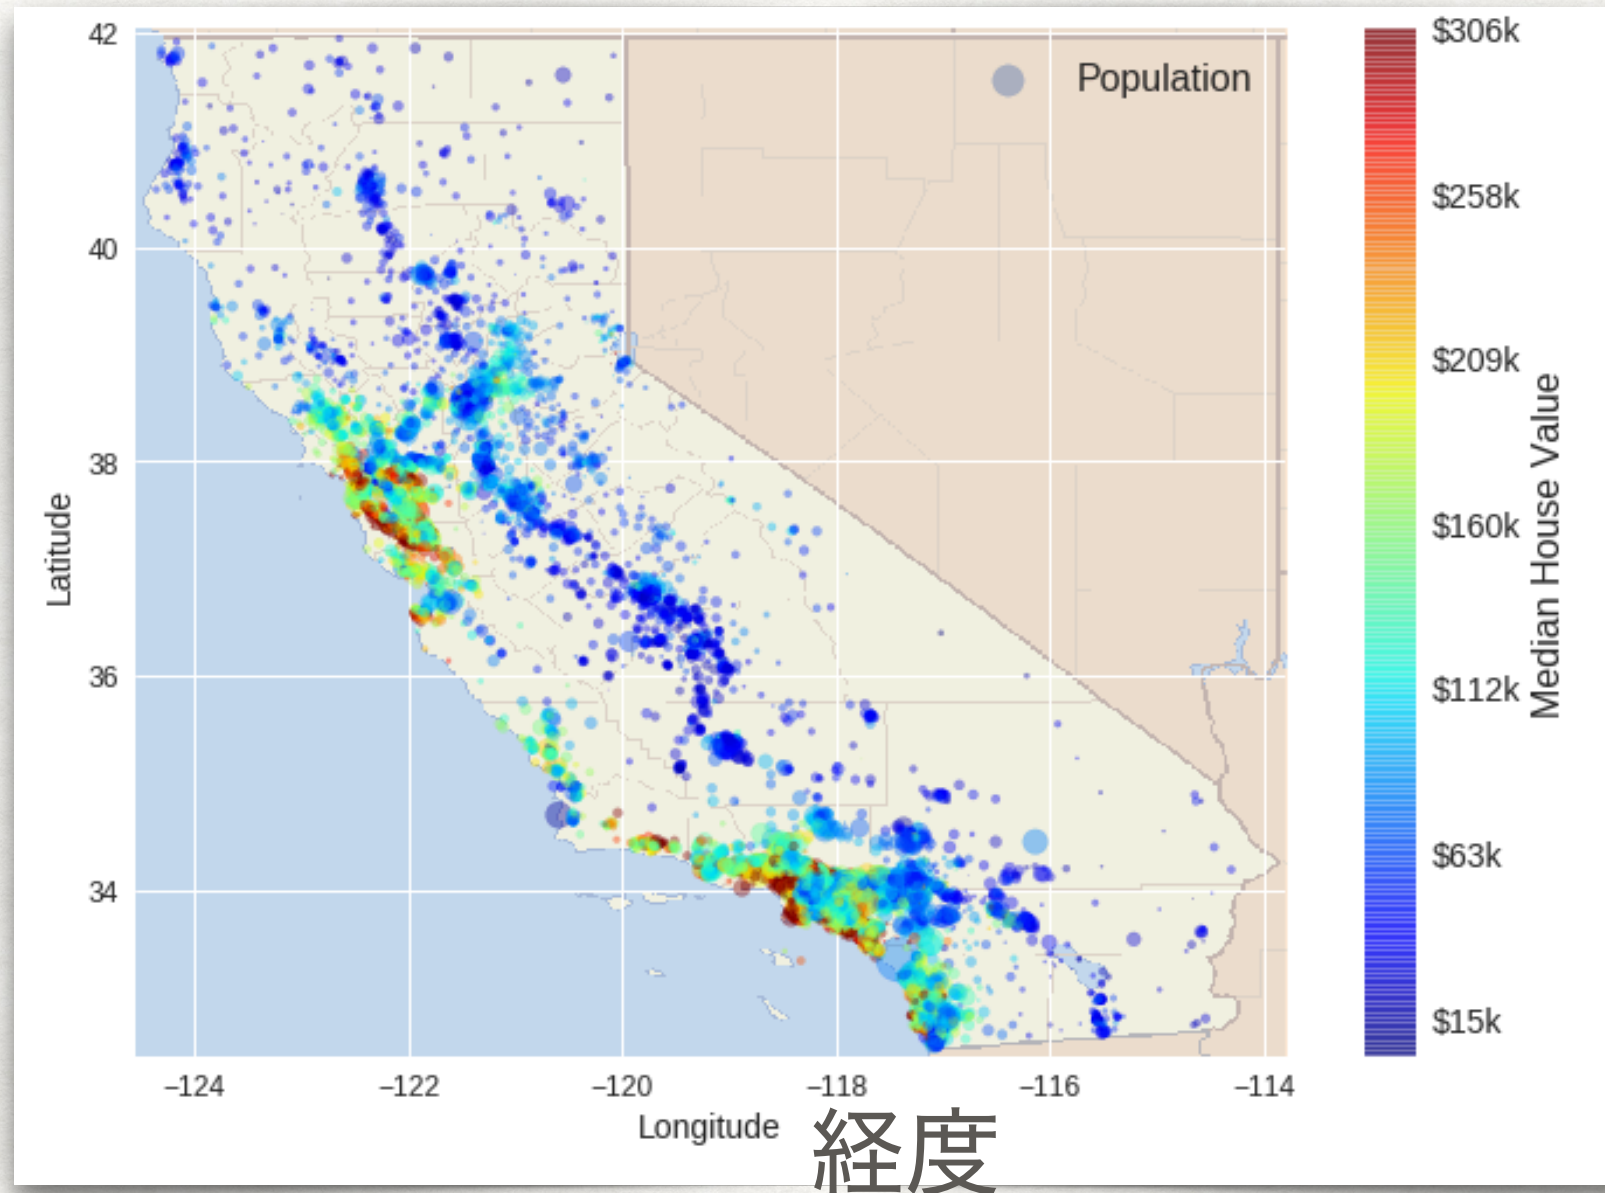 42
40
38
36
34
Latitude
−124
−122
−120
−118
−116
−114
Longitude
経度
Population
$306k
$258k
$209k
$160k
$112k
$63k
$15k
Median House Value